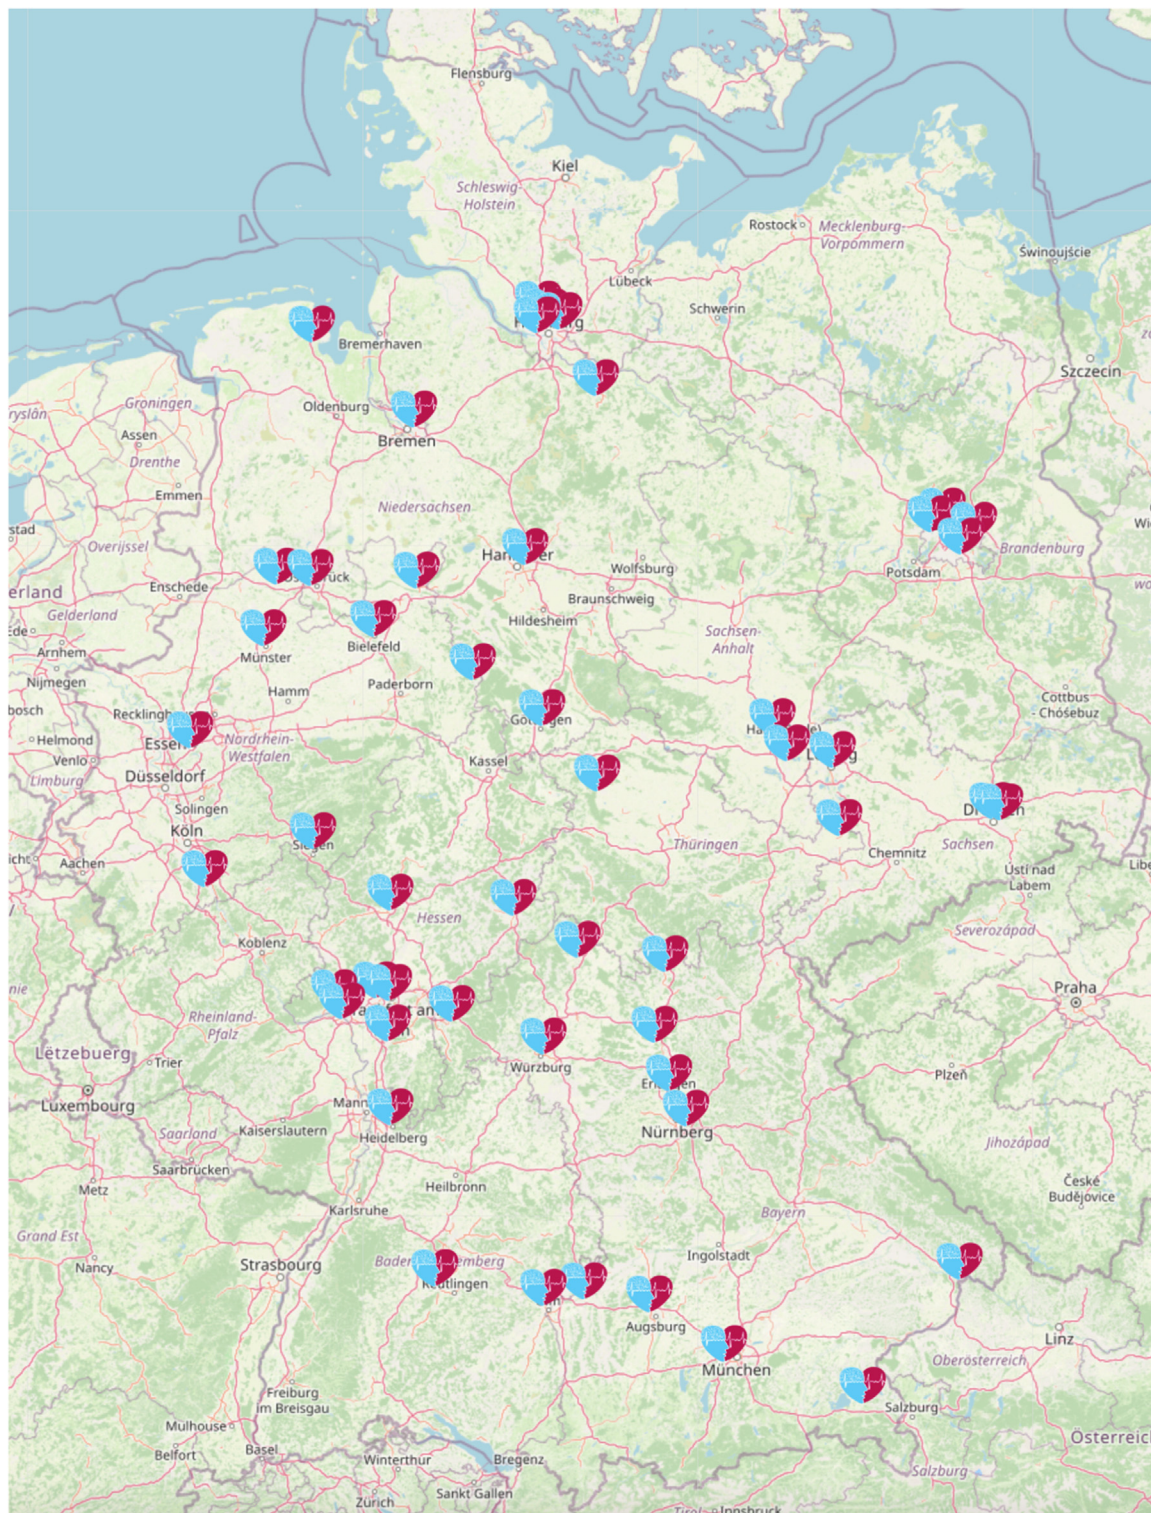 Flensburg
Kiel
Schleswig-
Holstein
Rostock
Mecklenburg-
Vorpommern
Świnoujście
Lübeck
Schwerin
Bremerhaven
Szczecin
Groningen
Oldenburg
Assen
Bremen
Drenthe
Emmen
Niedersachsen
Overijssel
Brandenburg
Wolfsburg
Potsdam
Enschede
erland
Braunschweig
Gelderland
Hildesheim
Ede
Sachsen-
Anhalt
Arnhem
Bielefeld
Münster
Nijmegen
Paderborn
Hamm
Cottbus
- Chóśebuz
bosch
Helmond
Nordrhein-
Westfalen
Venlo
Kassel
Limburg
Düsseldorf
Solingen
Köln
Thüringen
Sachsen
Chemnitz
Aachen
Siegen
Ústí nad
Labem
Hessen
Koblenz
Severozápad
Praha
Rheinland-
Pfalz
Lëtzebuerg
Trier
Würzburg
Plzeň
Luxembourg
Kaiserslautern
Saarland
Heidelberg
Nürnberg
Jihozápad
Saarbrücken
Metz
Heilbronn
České
Budějovice
Karlsruhe
Bayern
Grand Est
Ingolstadt
Nancy
Strasbourg
Augsburg
Linz
Oberösterreich
München
Freiburg
im Breisgau
Salzburg
Mulhouse
Österreich
Belfort
Basel
Winterthur
Bregenz
Salzburg
Sankt Gallen
Zürich
Innsbruck